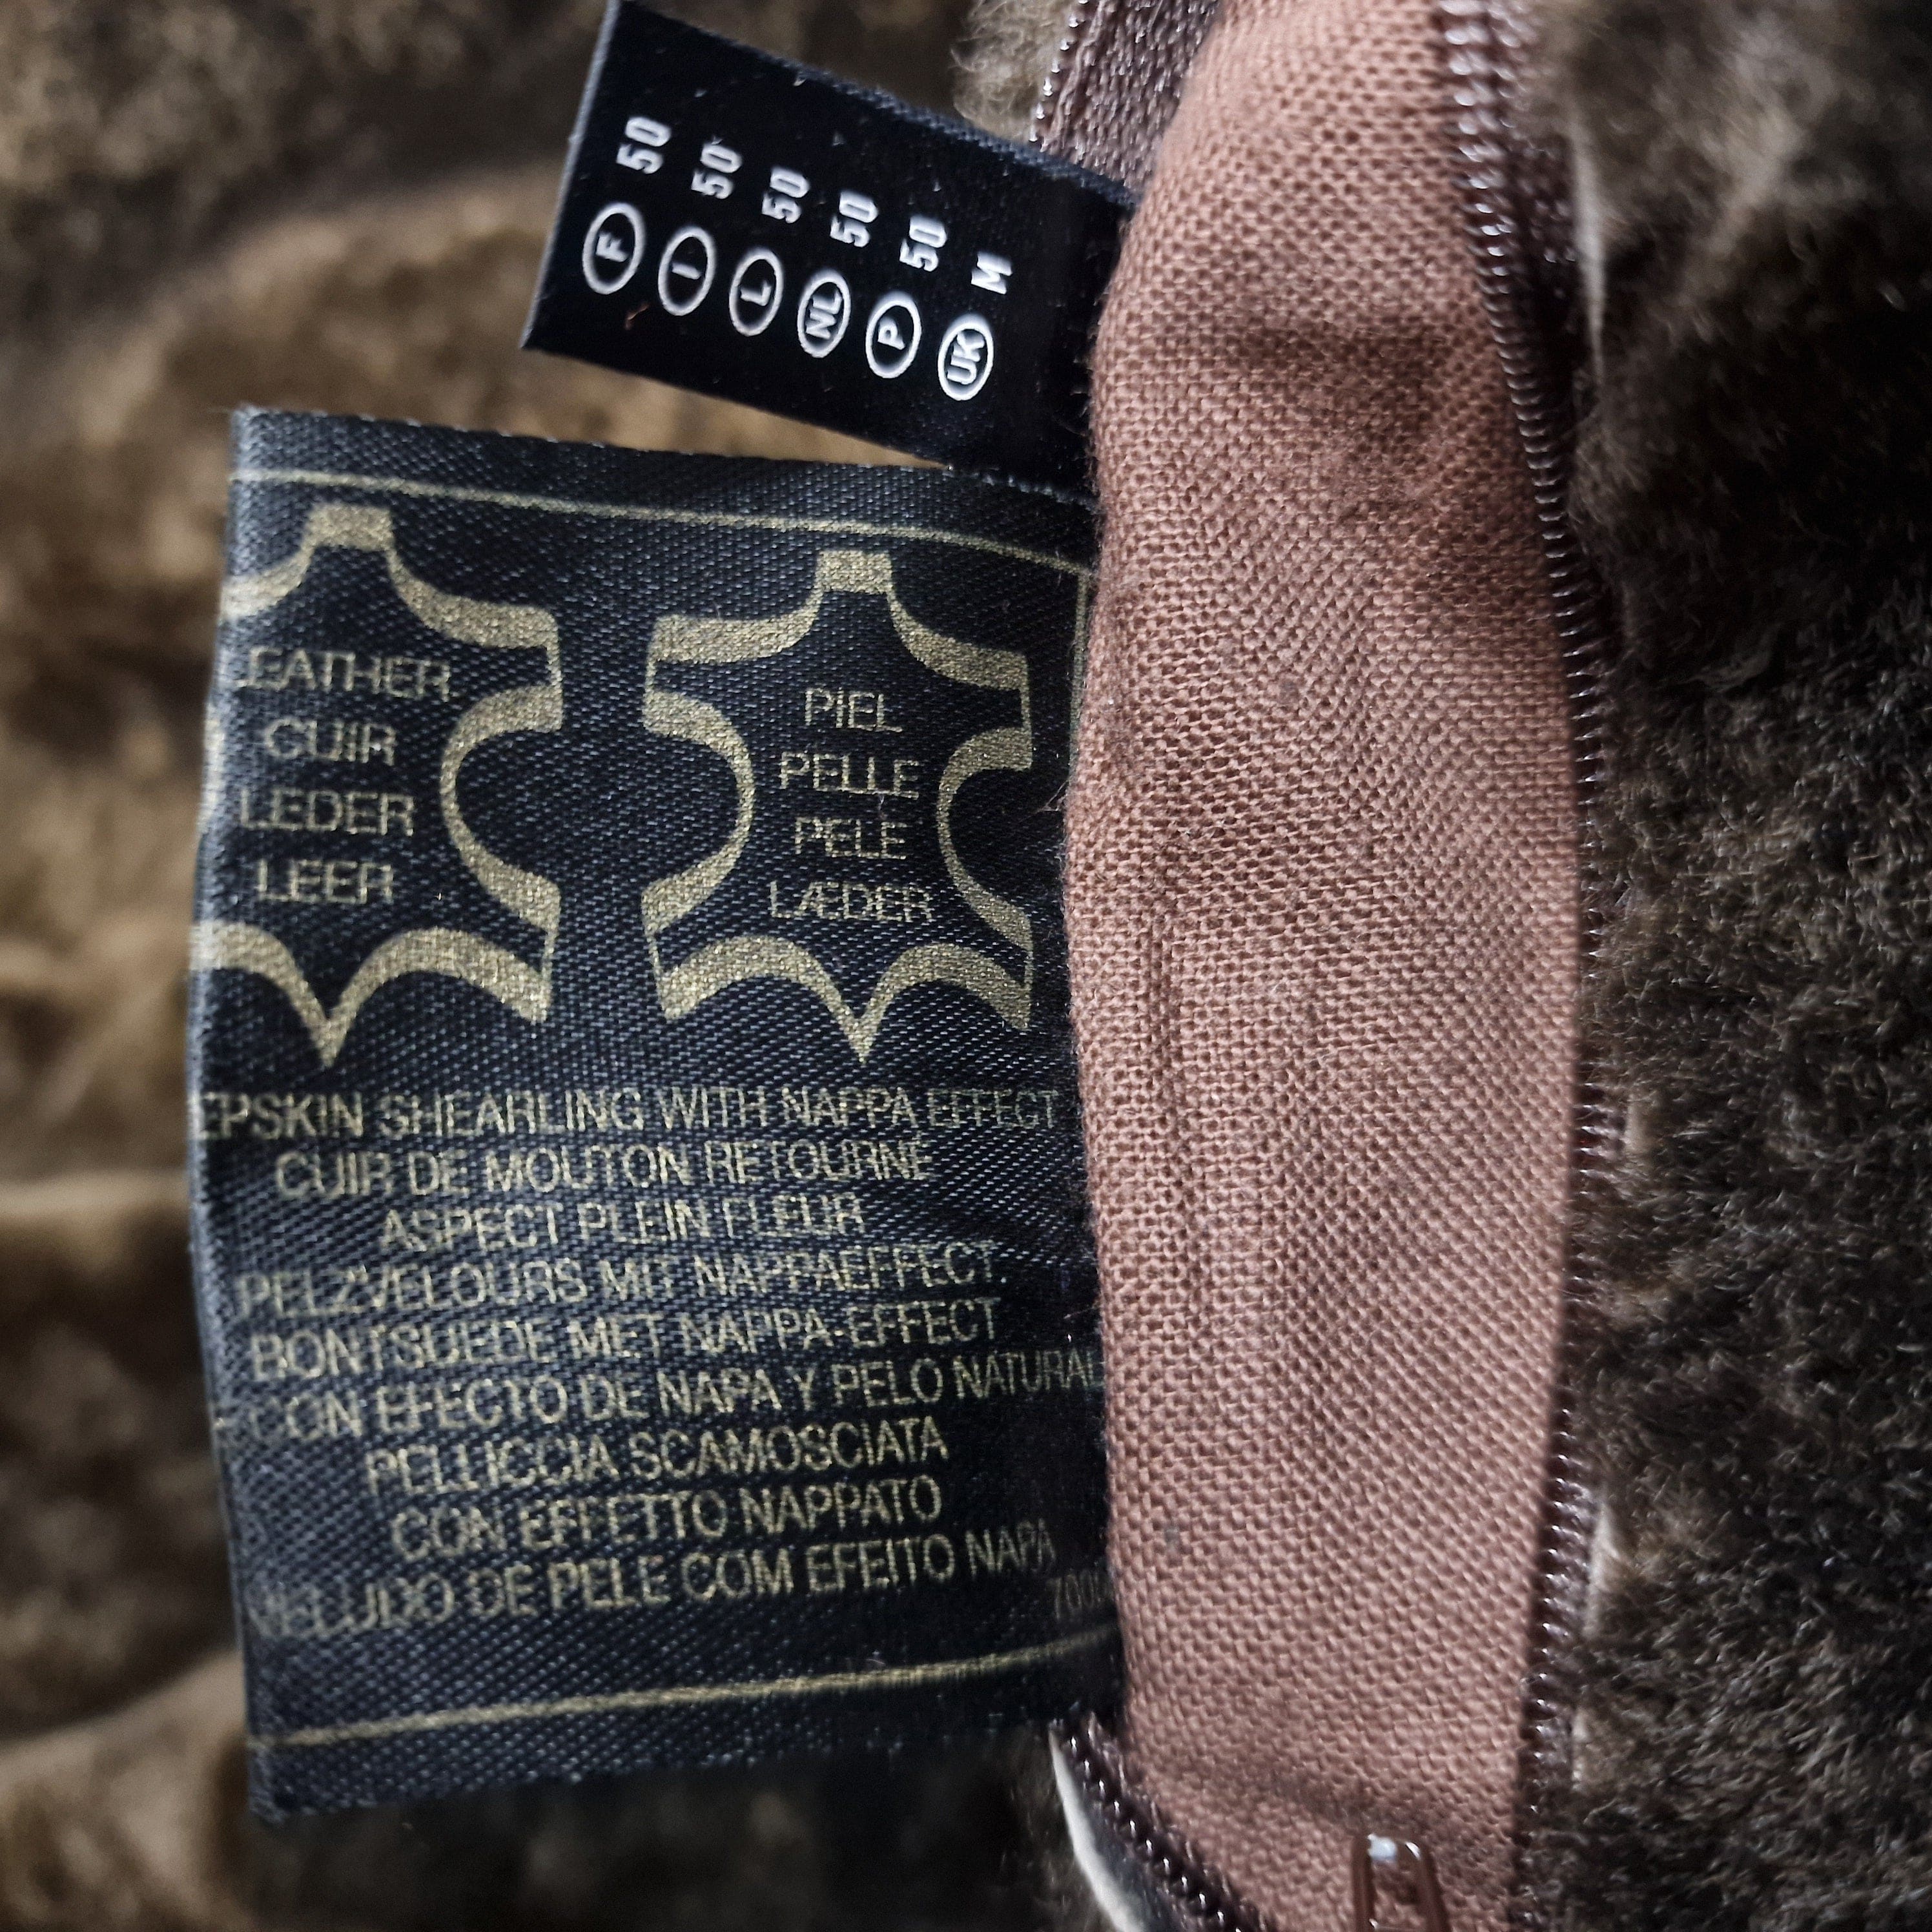 F 50
I 50
L 50
NL 50
P 50
UK M
LEATHER
CUIR
LEDER
LEER
PIEL
PELLE
PELE
LÆDER
EPSKIN SHEARLING WITH NAPPA EFFECT
CUIR DE MOUTON RETOURNÉ
ASPECT PLEIN FLEUR
PELZVELOURS MIT NAPPAEFFECT.
BONTSUEDE MET NAPPA-EFFECT
CON EFECTO DE NAPA Y PELO NATURAL
PELLICCIA SCAMOSCIATA
CON EFFETTO NAPPATO
DE PELE COM EFEITO NAPA